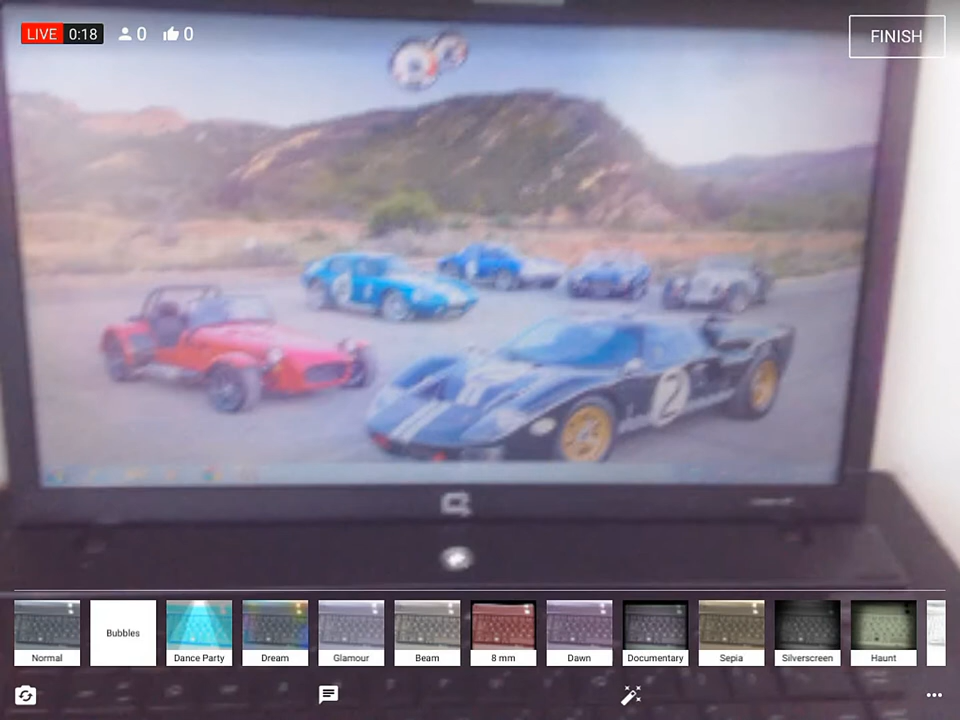 LIVE 0:18 0 0
FINISH
2
Normal
Bubbles
Dance Party
Dream
Glamour
Beam
8 mm
Dawn
Documentary
Sepia
Silverscreen
Haunt